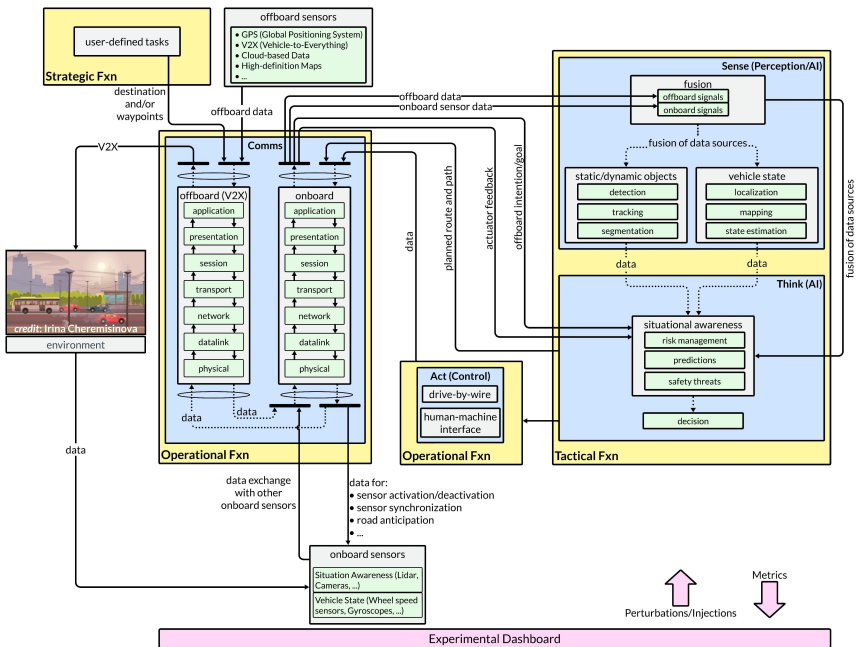 user-defined tasks
Strategic Fxn
offboard sensors
• GPS (Global Positioning System)
• V2X (Vehicle-to-Everything)
• Cloud-based Data
• High-definition Maps
• ...
destination
and/or
waypoints
offboard data
offboard data
onboard sensor data
V2X
Comms
offboard (V2X)
application
presentation
session
transport
network
datalink
physical
onboard
application
presentation
session
transport
network
datalink
physical
data
data
Operational Fxn
credit: Irina Cheremisinova
environment
data
data
planned route and path
actuator feedback
offboard intention/goal
Sense (Perception/AI)
fusion
offboard signals
onboard signals
fusion of data sources
static/dynamic objects
detection
tracking
segmentation
vehicle state
localization
mapping
state estimation
data
data
fusion of data sources
Think (AI)
situational awareness
risk management
predictions
safety threats
decision
Tactical Fxn
Act (Control)
drive-by-wire
human-machine
interface
Operational Fxn
data exchange
with other
onboard sensors
data for:
• sensor activation/deactivation
• sensor synchronization
• road anticipation
• ...
onboard sensors
Situation Awareness (Lidar,
Cameras, ...)
Vehicle State (Wheel speed
sensors, Gyroscopes, ...)
Perturbations/Injections
Metrics
Experimental Dashboard